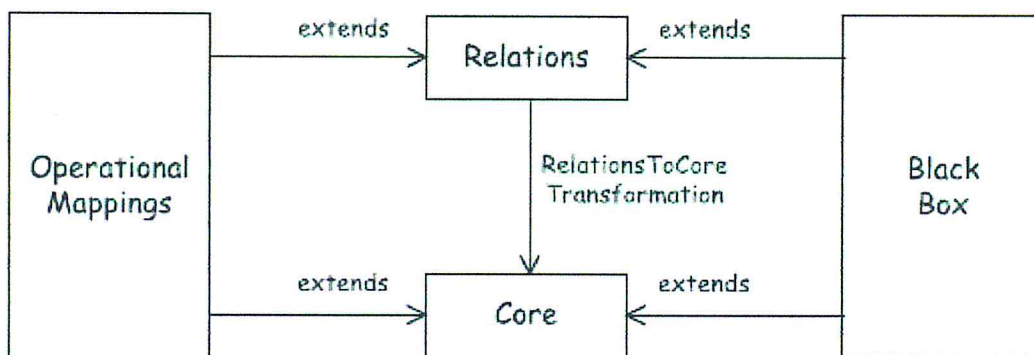 extends
extends
Relations
Operational
Mappings
RelationsToCore
Transformation
Black
Box
extends
extends
Core